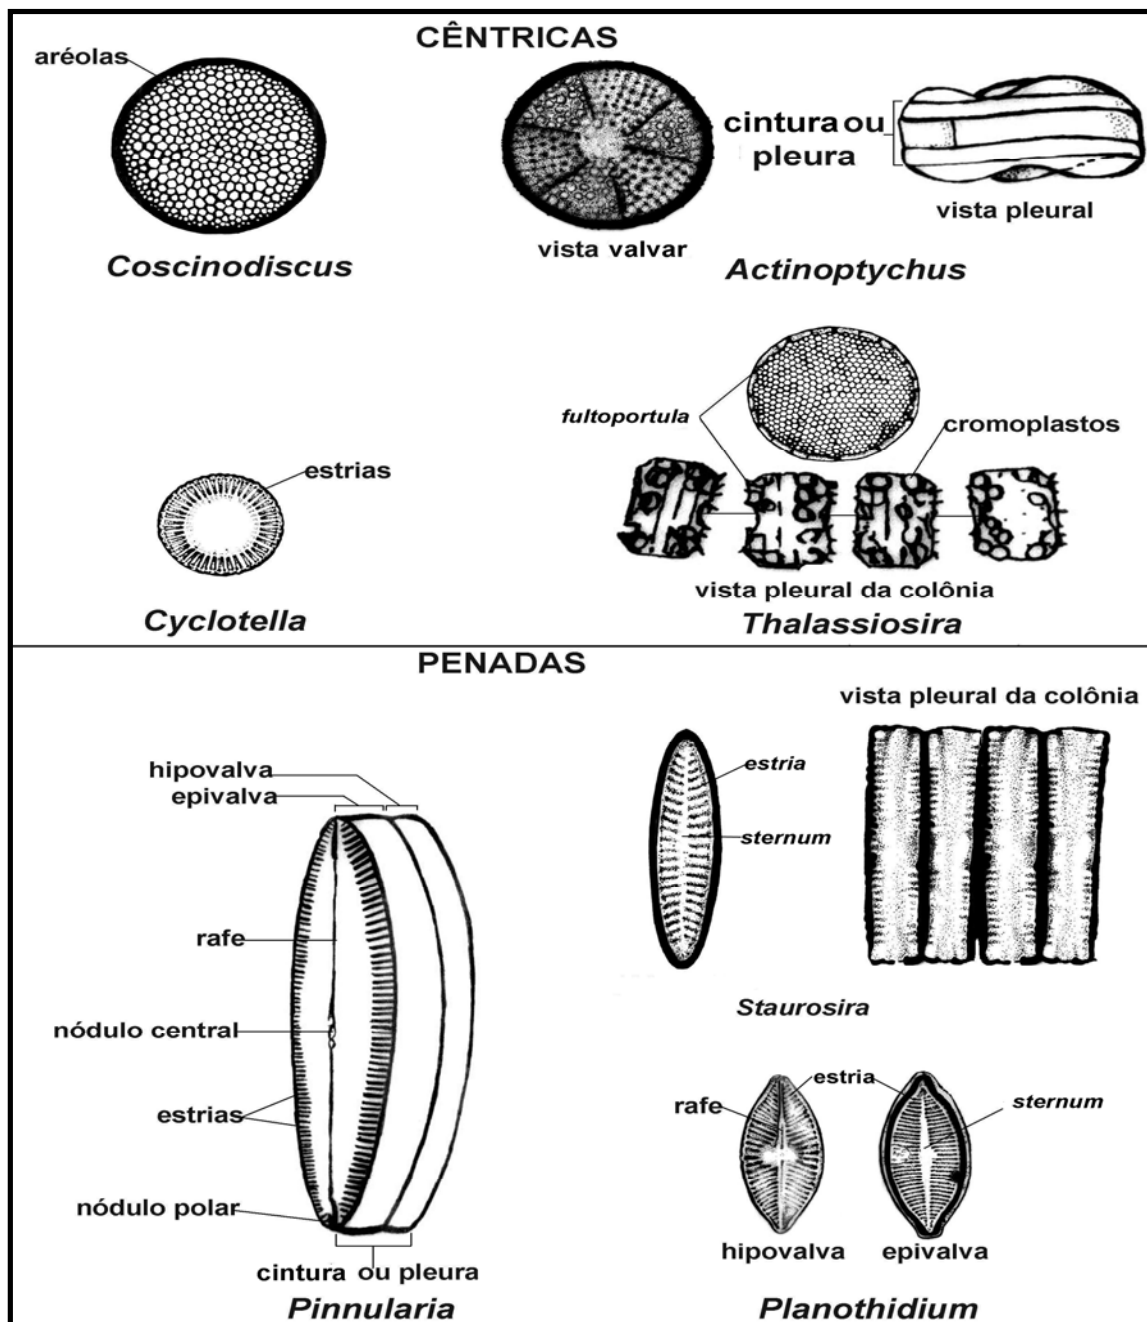 CÊNTRICAS
aréolas
cintura ou
pleura
vista valvar
vista pleural
Coscinodiscus
Actinoptychus
fultoportula
cromoplastos
estrias
vista pleural da colônia
Cyclotella
Thalassiosira
PENADAS
vista pleural da colônia
hipovalva
epivalva
estria
sternum
rafe
nódulo central
Staurosira
estrias
nódulo polar
cintura ou pleura
Pinnularia
estria
rafe
sternum
hipovalva
epivalva
Planothidium